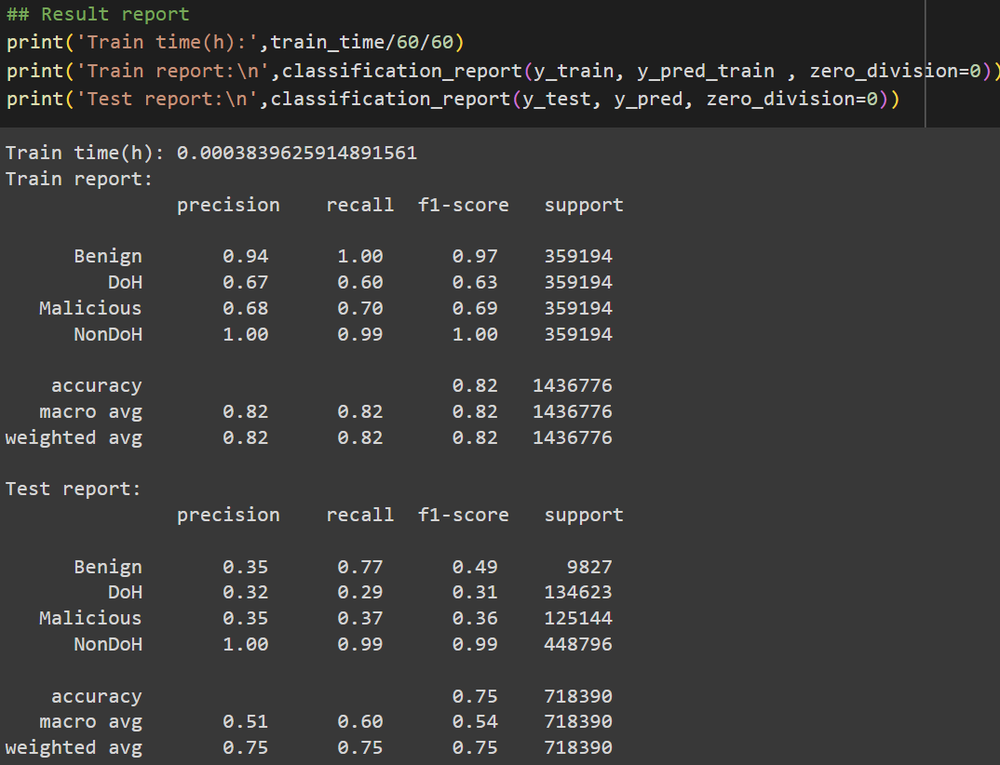 ## Result report
print('Train time(h):',train_time/60/60)
print('Train report:\n',classification_report(y_train, y_pred_train , zero_division=0))
print('Test report:\n',classification_report(y_test, y_pred, zero_division=0))
Train time(h): 0.0003839625914891561
Train report:
precision recall f1-score support
Benign 0.94 1.00 0.97 359194
DoH 0.67 0.60 0.63 359194
Malicious 0.68 0.70 0.69 359194
NonDoH 1.00 0.99 1.00 359194
accuracy 0.82 1436776
macro avg 0.82 0.82 0.82 1436776
weighted avg 0.82 0.82 0.82 1436776
Test report:
precision recall f1-score support
Benign 0.35 0.77 0.49 9827
DoH 0.32 0.29 0.31 134623
Malicious 0.35 0.37 0.36 125144
NonDoH 1.00 0.99 0.99 448796
accuracy 0.75 718390
macro avg 0.51 0.60 0.54 718390
weighted avg 0.75 0.75 0.75 718390